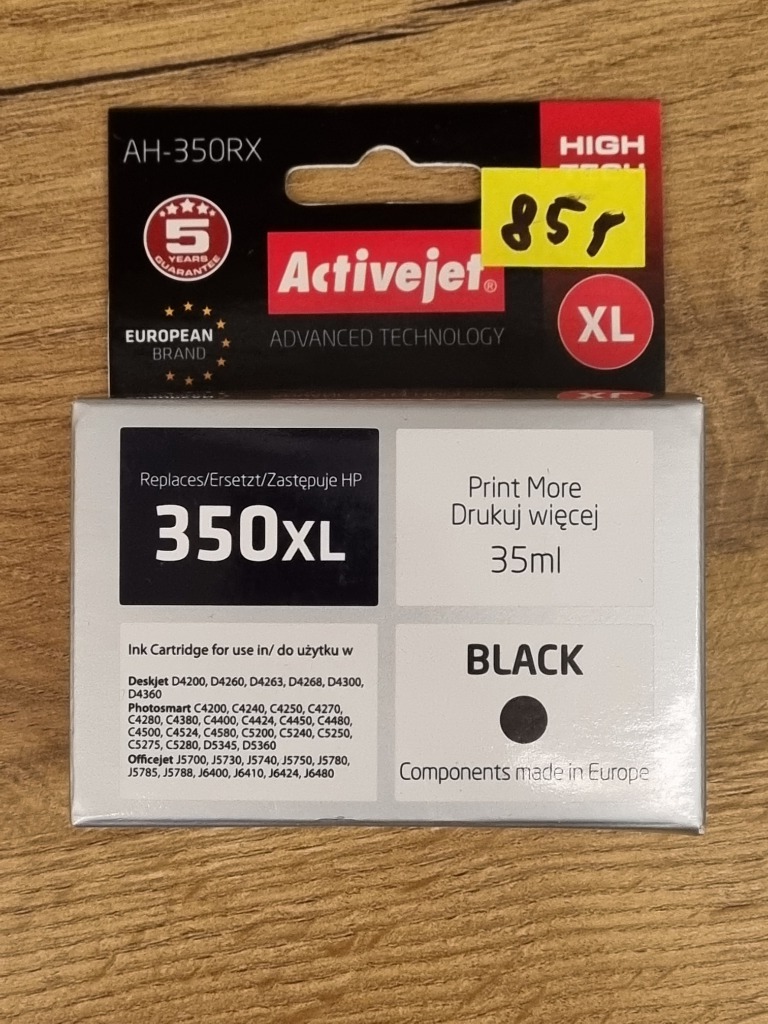 AH-350RX
HIGH
85r
5
YEARS
GUARANTEE
Activejet®
EUROPEAN
BRAND
ADVANCED TECHNOLOGY
XL
Replaces/Ersetzt/Zastępuje HP
350XL
Print More
Drukuj więcej
35ml
Ink Cartridge for use in/ do użytku w
Deskjet D4200, D4260, D4263, D4268, D4300,
D4360
Photosmart C4200, C4240, C4250, C4270,
C4280, C4380, C4400, C4424, C4450, C4480,
C4500, C4524, C4580, C5200, C5240, C5250,
C5275, C5280, D5345, D5360
Officejet J5700, J5730, J5740, J5750, J5780,
J5785, J5788, J6400, J6410, J6424, J6480
BLACK
Components made in Europe